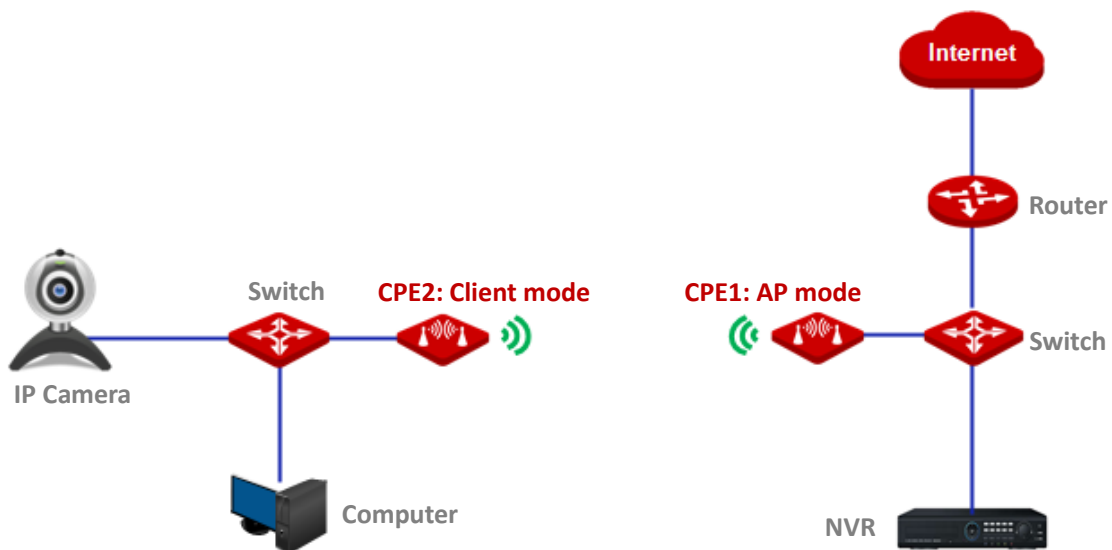 Internet
Router
Switch
CPE2: Client mode
CPE1: AP mode
Switch
IP Camera
Computer
NVR